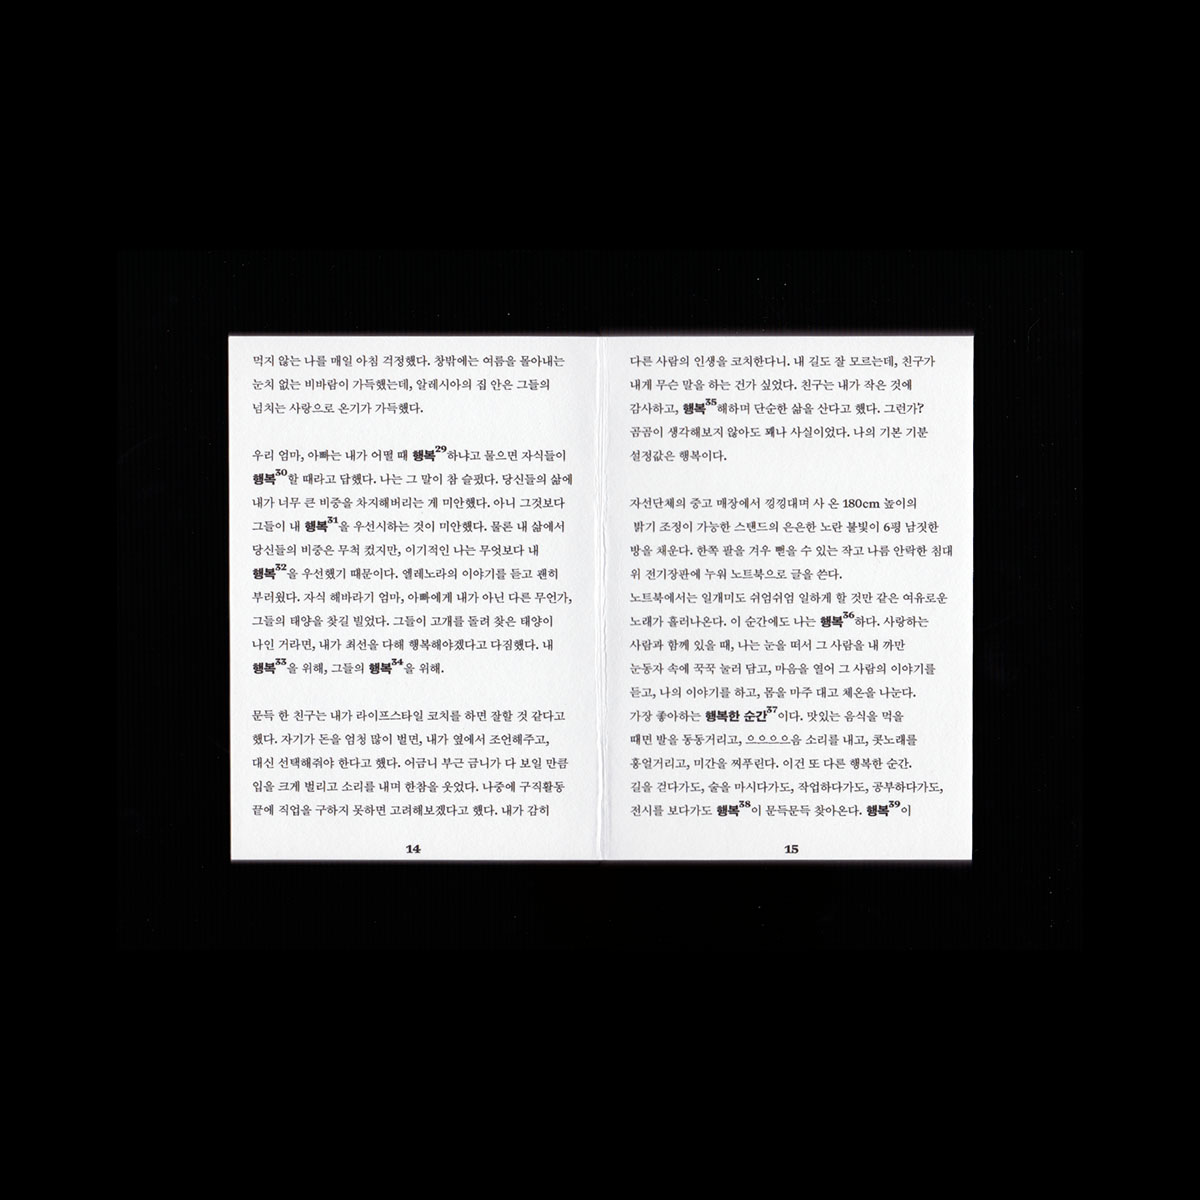 먹지 않는 나를 매일 아침 걱정했다. 창밖에는 여름을 몰아내는
눈치 없는 비바람이 가득했는데, 알레시아의 집 안은 그들의
넘치는 사랑으로 온기가 가득했다.
우리 엄마, 아빠는 내가 어떨 때 행복29하냐고 물으면 자식들이
행복30할 때라고 답했다. 나는 그 말이 참 슬펐다. 당신들의 삶에
내가 너무 큰 비중을 차지해버리는 게 미안했다. 아니 그것보다
그들이 내 행복31을 우선시하는 것이 미안했다. 물론 내 삶에서
당신들의 비중은 무척 컸지만, 이기적인 나는 무엇보다 내
행복32을 우선했기 때문이다. 엘레노라의 이야기를 듣고 괜히
부러웠다. 자식 해바라기 엄마, 아빠에게 내가 아닌 다른 무언가,
그들의 태양을 찾길 빌었다. 그들이 고개를 돌려 찾은 태양이
나인 거라면, 내가 최선을 다해 행복해야겠다고 다짐했다. 내
행복33을 위해, 그들의 행복34을 위해.
문득 한 친구는 내가 라이프스타일 코치를 하면 잘할 것 같다고
했다. 자기가 돈을 엄청 많이 벌면, 내가 옆에서 조언해주고,
대신 선택해줘야 한다고 했다. 어금니 부근 금니가 다 보일 만큼
입을 크게 벌리고 소리를 내며 한참을 웃었다. 나중에 구직활동
끝에 직업을 구하지 못하면 고려해보겠다고 했다. 내가 감히
14
다른 사람의 인생을 코치한다니. 내 길도 잘 모르는데, 친구가
내게 무슨 말을 하는 건가 싶었다. 친구는 내가 작은 것에
감사하고, 행복35해하며 단순한 삶을 산다고 했다. 그런가?
곰곰이 생각해보지 않아도 꽤나 사실이었다. 나의 기본 기분
설정값은 행복이다.
자선단체의 중고 매장에서 낑낑대며 사 온 180cm 높이의
밝기 조정이 가능한 스탠드의 은은한 노란 불빛이 6평 남짓한
방을 채운다. 한쪽 팔을 겨우 뻗을 수 있는 작고 나름 안락한 침대
위 전기장판에 누워 노트북으로 글을 쓴다.
노트북에서는 일개미도 쉬엄쉬엄 일하게 할 것만 같은 여유로운
노래가 흘러나온다. 이 순간에도 나는 행복36하다. 사랑하는
사람과 함께 있을 때, 나는 눈을 떠서 그 사람을 내 까만
눈동자 속에 꾹꾹 눌러 담고, 마음을 열어 그 사람의 이야기를
듣고, 나의 이야기를 하고, 몸을 마주 대고 체온을 나눈다.
가장 좋아하는 행복한 순간37이다. 맛있는 음식을 먹을
때면 발을 동동거리고, 으으으으음 소리를 내고, 콧노래를
흥얼거리고, 미간을 찌푸린다. 이건 또 다른 행복한 순간.
길을 걷다가도, 술을 마시다가도, 작업하다가도, 공부하다가도,
전시를 보다가도 행복38이 문득문득 찾아온다. 행복39이
15